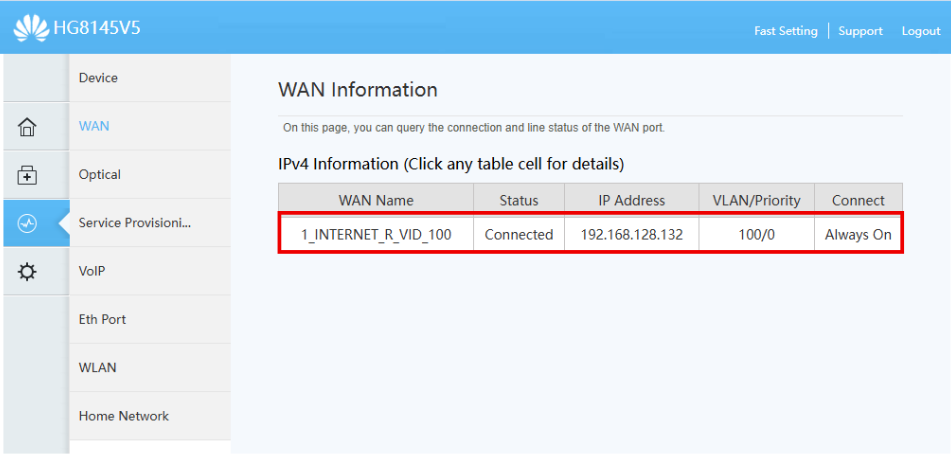 HG8145V5
Fast Setting | Support Logout
Device
WAN
Optical
Service Provisioni...
VoIP
Eth Port
WLAN
Home Network
WAN Information
On this page, you can query the connection and line status of the WAN port.
IPv4 Information (Click any table cell for details)
WAN Name Status IP Address VLAN/Priority Connect
1_INTERNET_R_VID_100 Connected 192.168.128.132 100/0 Always On